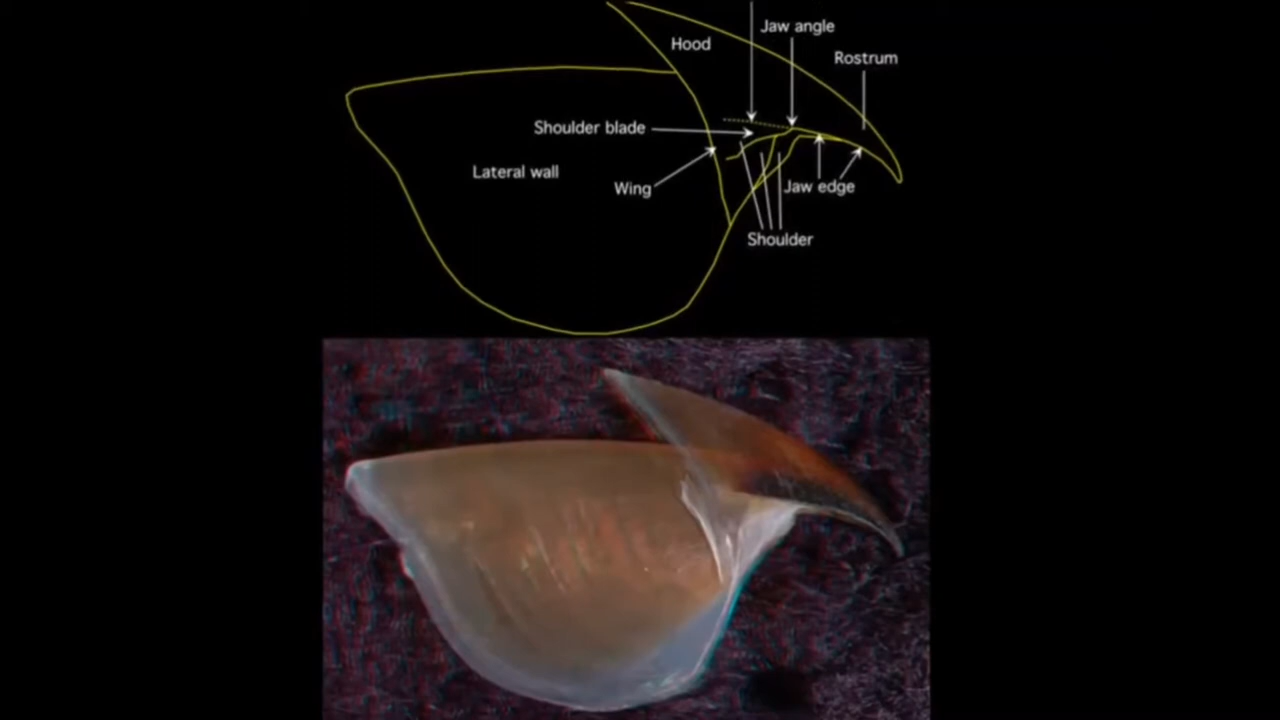 Jaw angle
Hood
Rostrum
Shoulder blade
Lateral wall
Wing
Jaw edge
Shoulder